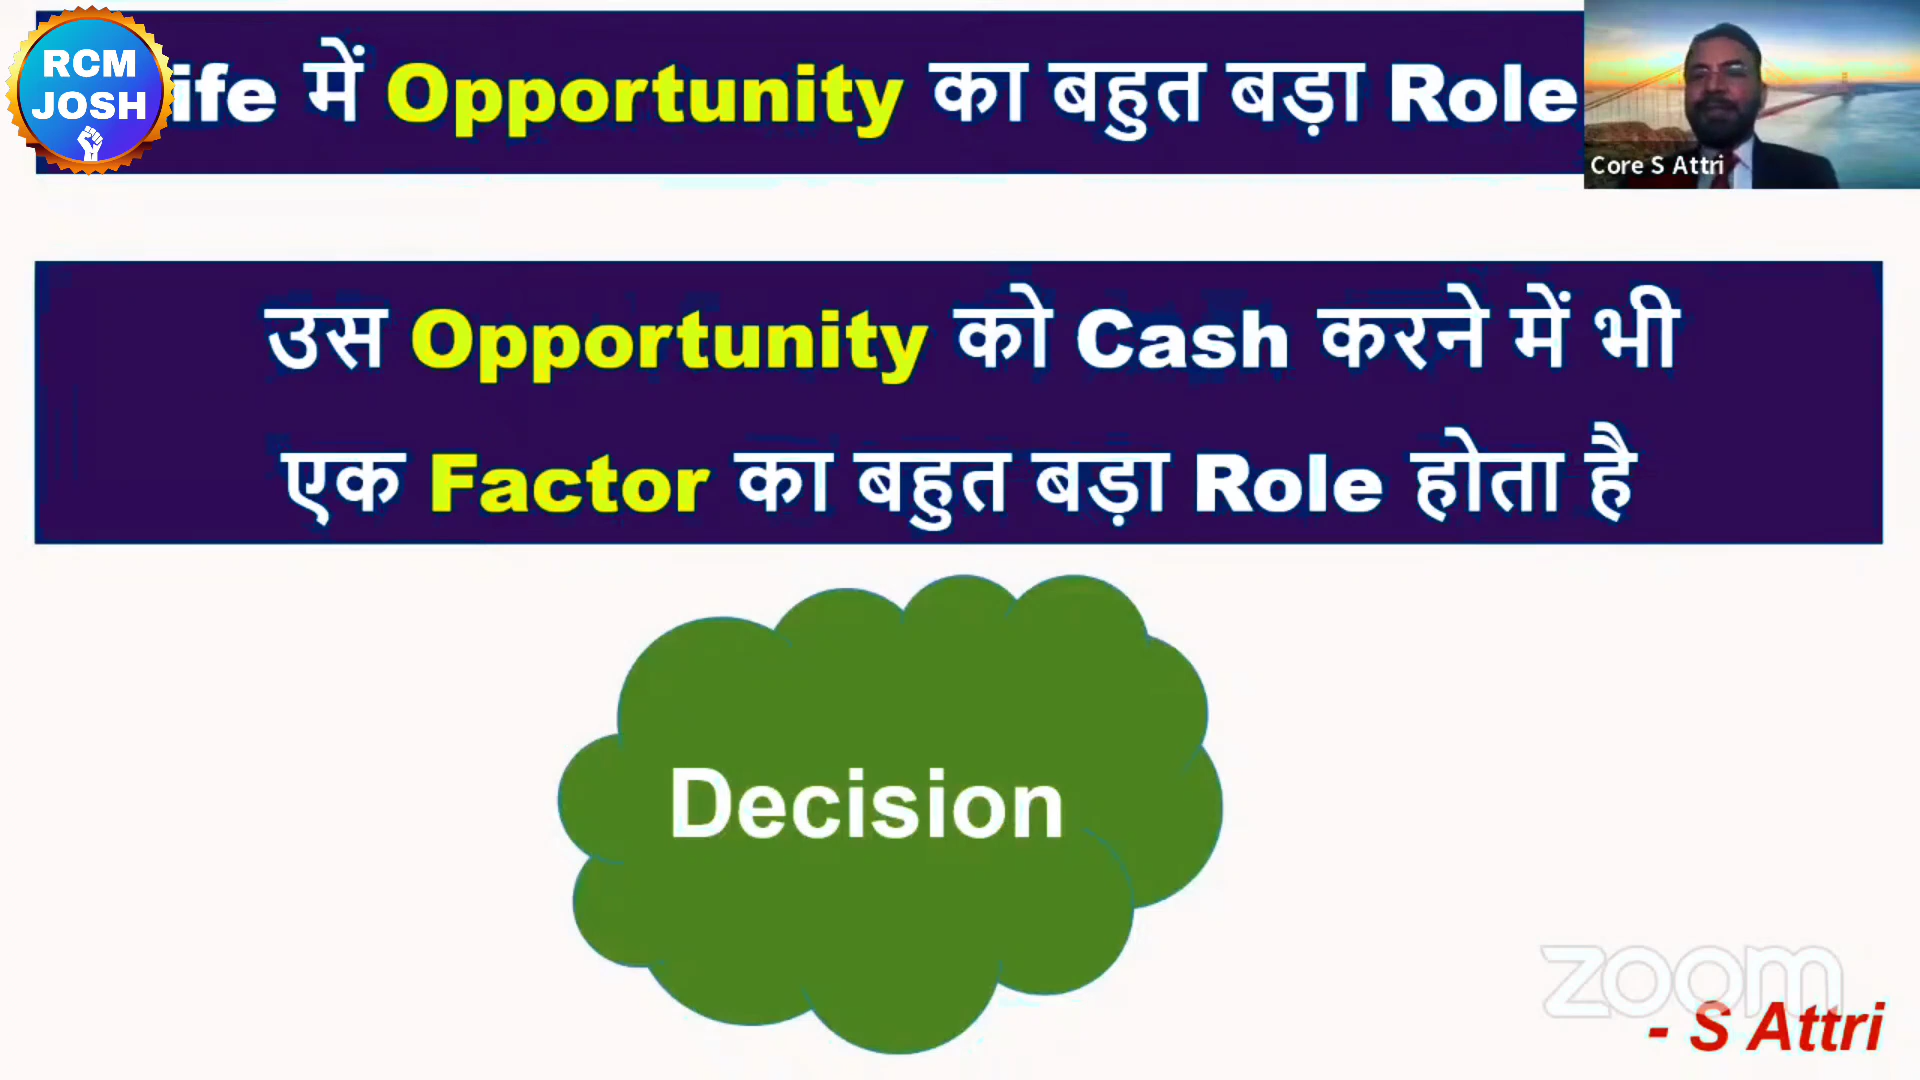 RCM
JOSH
ife में Opportunity का बहुत बड़ा Role
Core S Attri
उस Opportunity को Cash करने में भी
एक Factor का बहुत बड़ा Role होता है
Decision
zoom
- S Attri